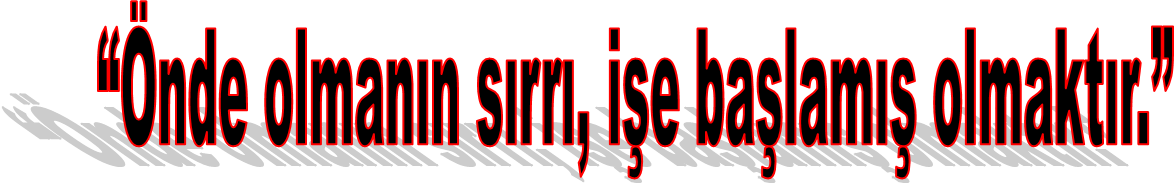 “Önde olmanın sırrı, işe başlamış olmaktır.”